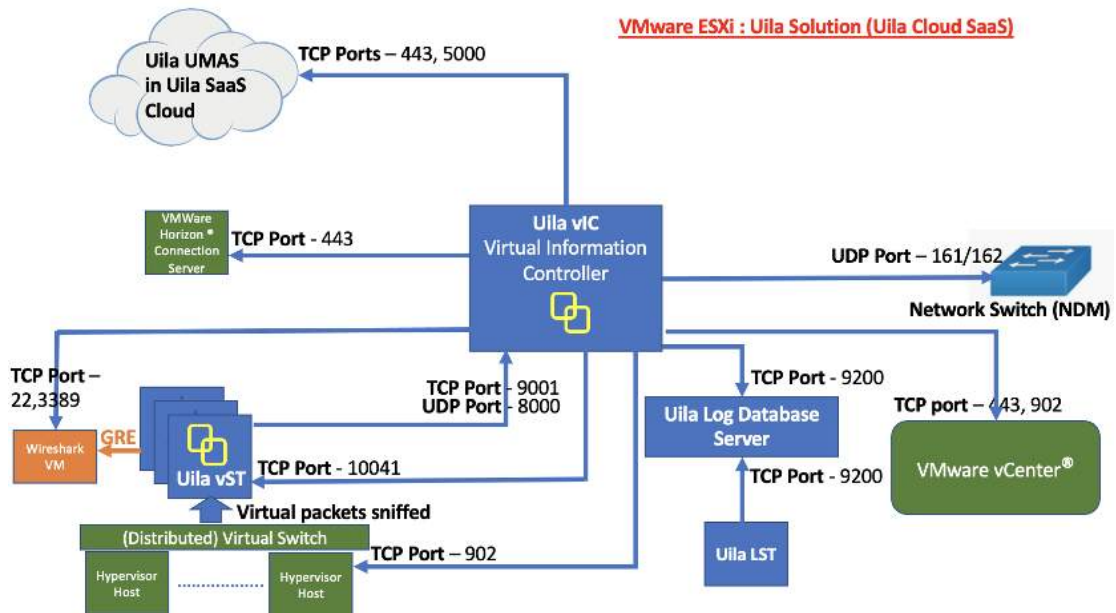 VMware ESXi : Uila Solution (Uila Cloud SaaS)
Uila UMAS
in Uila SaaS
Cloud
TCP Ports – 443, 5000
VMWare
Horizon ®
Connection
Server
TCP Port - 443
Uila vIC
Virtual Information
Controller
UDP Port – 161/162
Network Switch (NDM)
TCP Port –
22,3389
Wireshark
VM
GRE
Uila vST
TCP Port - 9001
UDP Port - 8000
TCP Port - 10041
TCP Port - 9200
Uila Log Database
Server
TCP Port - 9200
Uila LST
TCP port – 443, 902
VMware vCenter®
Virtual packets sniffed
(Distributed) Virtual Switch
TCP Port – 902
Hypervisor
Host
Hypervisor
Host